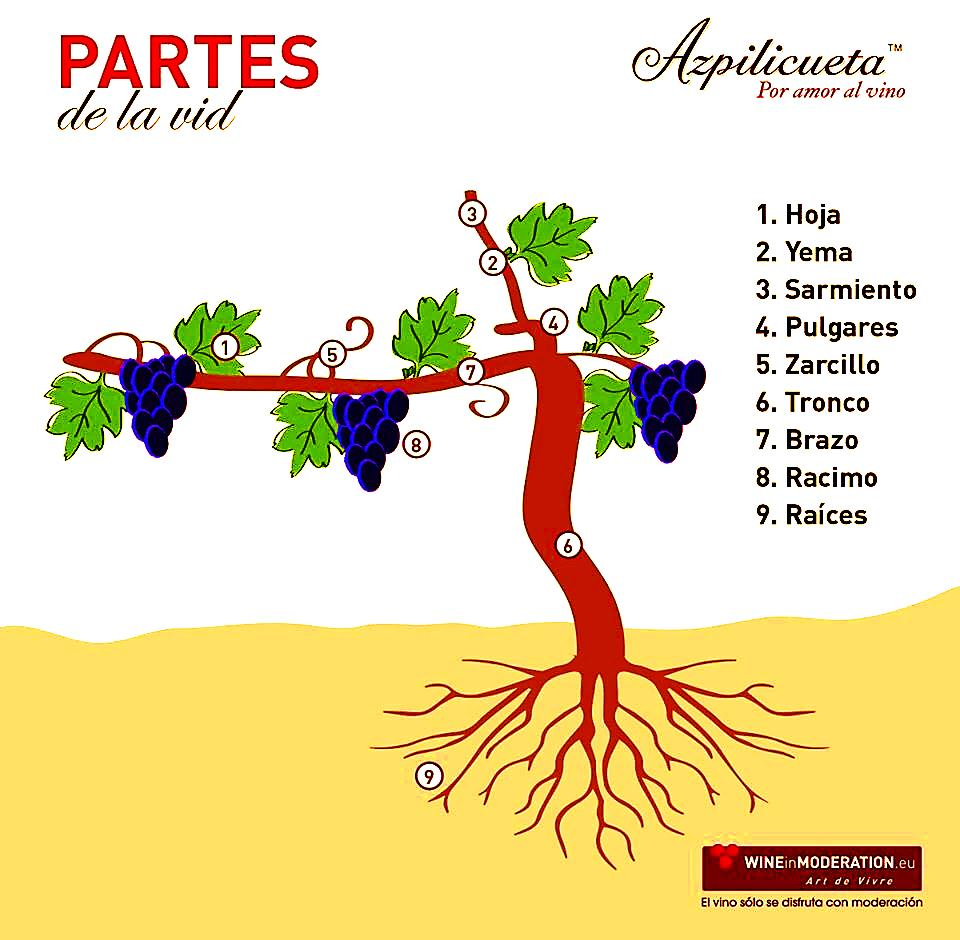 PARTES
de la vid
Azpilicueta™
Por amor al vino
1. Hoja
2. Yema
3. Sarmiento
4. Pulgares
5. Zarcillo
6. Tronco
7. Brazo
8. Racimo
9. Raíces
3
2
4
1
5
7
8
6
9
WINEinMODERATION.eu
Art de Vivre
El vino sólo se disfruta con moderación